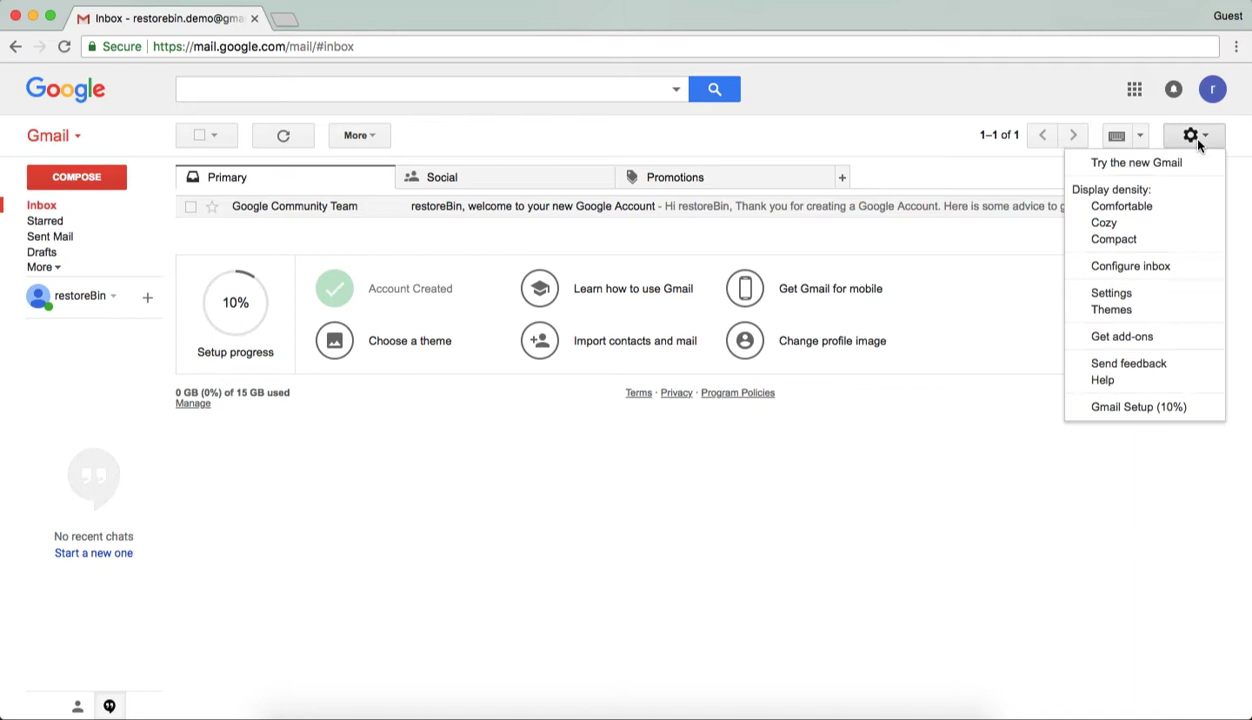 Inbox - restorebin.demo@gma
Guest
Secure https://mail.google.com/mail/#inbox
Google
r
Gmail
More
1–1 of 1
COMPOSE
Primary
Social
Promotions
Try the new Gmail
Display density:
Comfortable
Cozy
Compact
Configure inbox
Settings
Themes
Get add-ons
Send feedback
Help
Gmail Setup (10%)
Inbox
Starred
Sent Mail
Drafts
More
restoreBin
Google Community Team restoreBin, welcome to your new Google Account - Hi restoreBin, Thank you for creating a Google Account. Here is some advice to g
10%
Setup progress
Account Created
Learn how to use Gmail
Get Gmail for mobile
Choose a theme
Import contacts and mail
Change profile image
0 GB (0%) of 15 GB used
Manage
Terms · Privacy · Program Policies
No recent chats
Start a new one